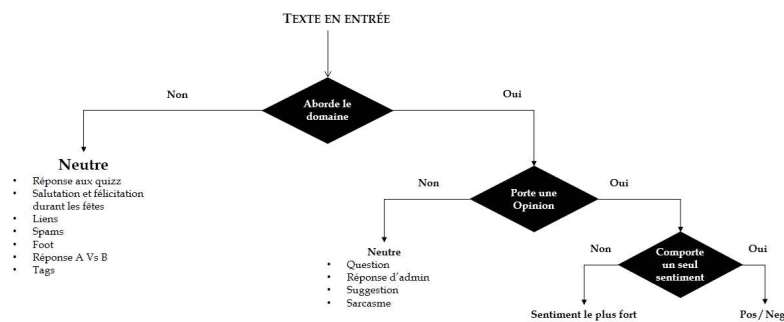 TEXTE EN ENTRÉE
Non
Aborde le
domaine
Oui
Neutre
• Réponse aux quizz
• Salutation et félicitation
durant les fêtes
• Liens
• Spams
• Foot
• Réponse A Vs B
• Tags
Non
Porte une
Opinion
Oui
Neutre
• Question
• Réponse d'admin
• Suggestion
• Sarcasme
Non
Comporte
un seul
sentiment
Oui
Sentiment le plus fort
Pos / Neg